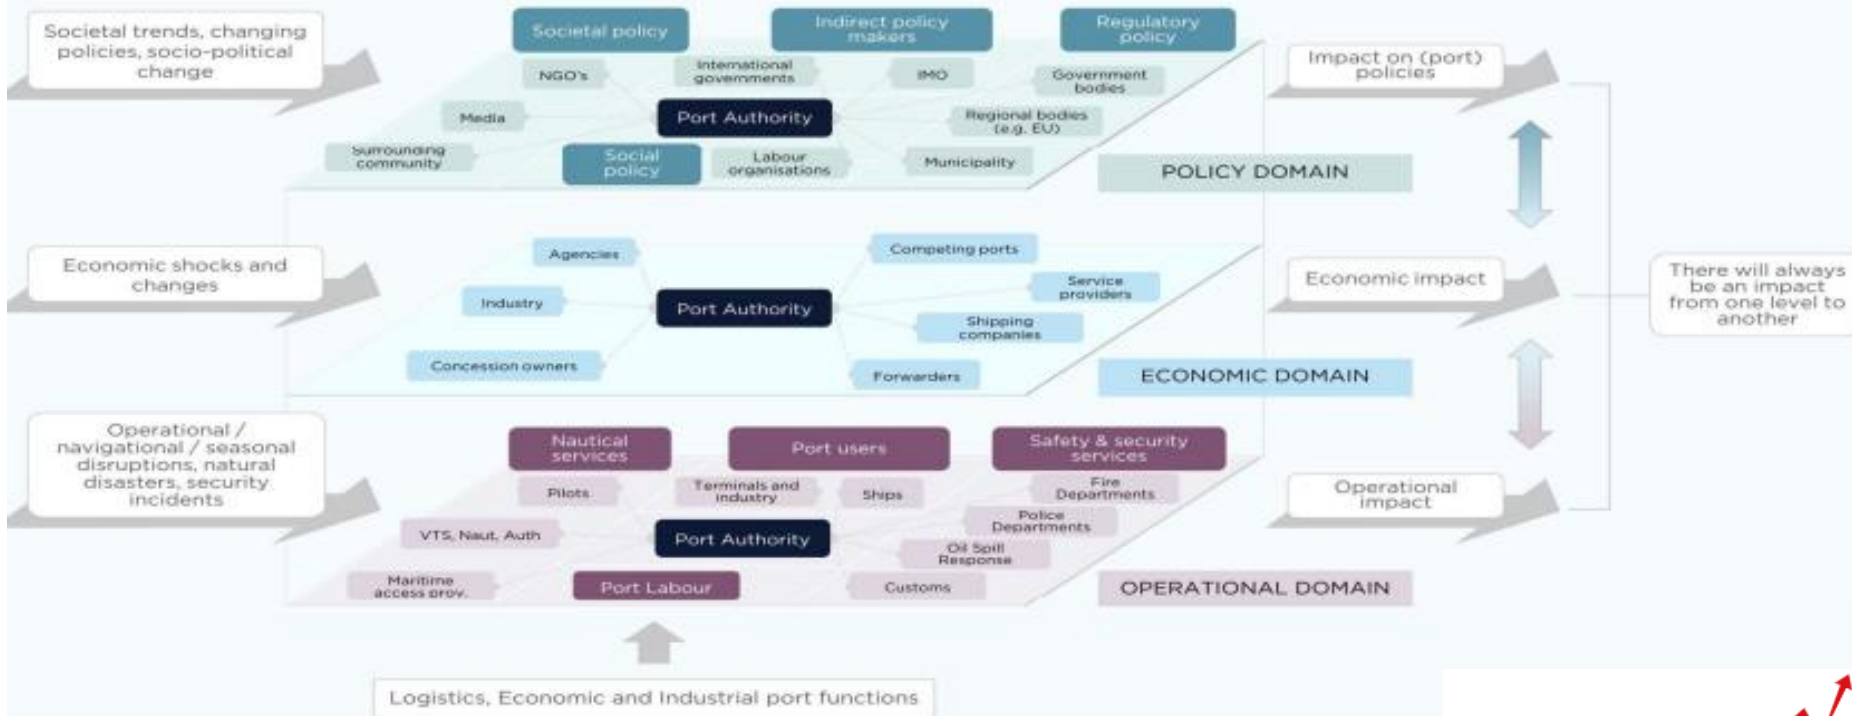 Societal trends, changing
policies, socio-political
change
Societal policy
Indirect policy
makers
Regulatory
policy
NGO's
International
governments
IMO
Government
bodies
Media
Port Authority
Regional bodies
(e.g. EU)
Surrounding
community
Social
policy
Labour
organisations
Municipality
POLICY DOMAIN
Impact on (port)
policies
Economic shocks and
changes
Agencies
Competing ports
Industry
Port Authority
Service
providers
Shipping
companies
Concession owners
Forwarders
ECONOMIC DOMAIN
Economic impact
There will always
be an impact
from one level to
another
Operational /
navigational / seasonal
disruptions, natural
disasters, security
incidents
Nautical
services
Port users
Safety & security
services
Pilots
Terminals and
industry
Ships
Fire
Departments
VTS, Naut, Auth
Port Authority
Police
Departments
Oil Spill
Response
Maritime
access prov.
Port Labour
Customs
OPERATIONAL DOMAIN
Operational
impact
Logistics, Economic and Industrial port functions